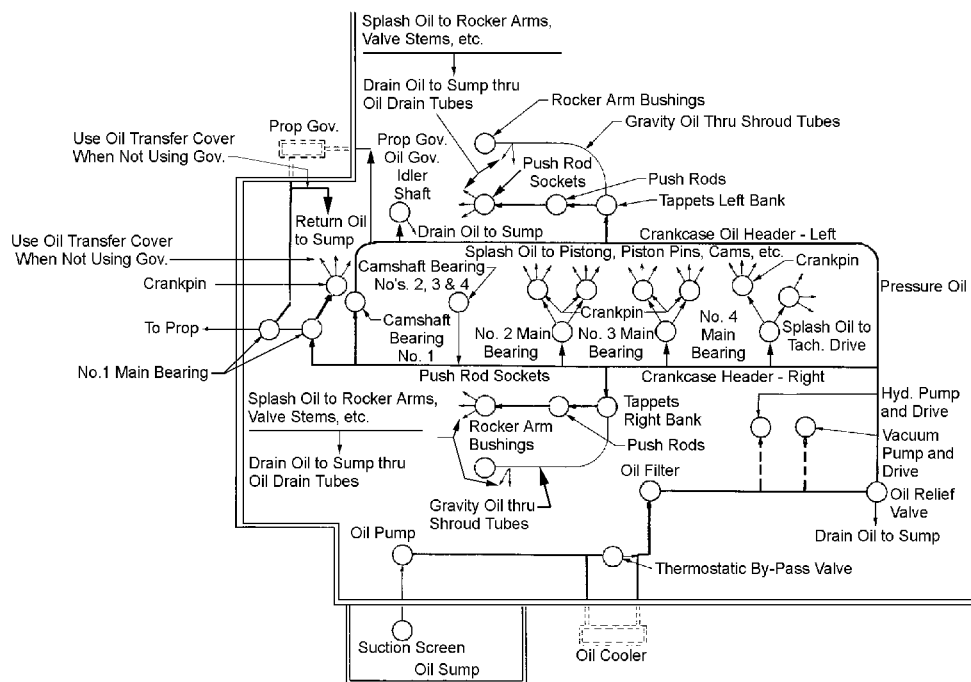 Splash Oil to Rocker Arms,
Valve Stems, etc.
Drain Oil to Sump thru
Oil Drain Tubes
Rocker Arm Bushings
Gravity Oil Thru Shroud Tubes
Use Oil Transfer Cover
When Not Using Gov.
Prop Gov.
Prop Gov.
Oil Gov.
Idler
Shaft
Push Rod
Sockets
Push Rods
Tappets Left Bank
Return Oil
to Sump
Drain Oil to Sump
Crankcase Oil Header - Left
Use Oil Transfer Cover
When Not Using Gov.
Splash Oil to Pistong, Piston Pins, Cams, etc.
Camshaft Bearing
No's. 2, 3 & 4
Crankpin
Crankpin
Pressure Oil
Crankpin
To Prop
Camshaft
Bearing
No. 1
No. 2 Main
Bearing
No. 3 Main
Bearing
No. 4
Main
Bearing
Splash Oil to
Tach. Drive
No.1 Main Bearing
Push Rod Sockets
Crankcase Header - Right
Splash Oil to Rocker Arms,
Valve Stems, etc.
Rocker Arm
Bushings
Tappets
Right Bank
Push Rods
Hyd. Pump
and Drive
Vacuum
Pump and
Drive
Drain Oil to Sump thru
Oil Drain Tubes
Oil Filter
Gravity Oil thru
Shroud Tubes
Oil Relief
Valve
Drain Oil to Sump
Oil Pump
Thermostatic By-Pass Valve
Suction Screen
Oil Sump
Oil Cooler